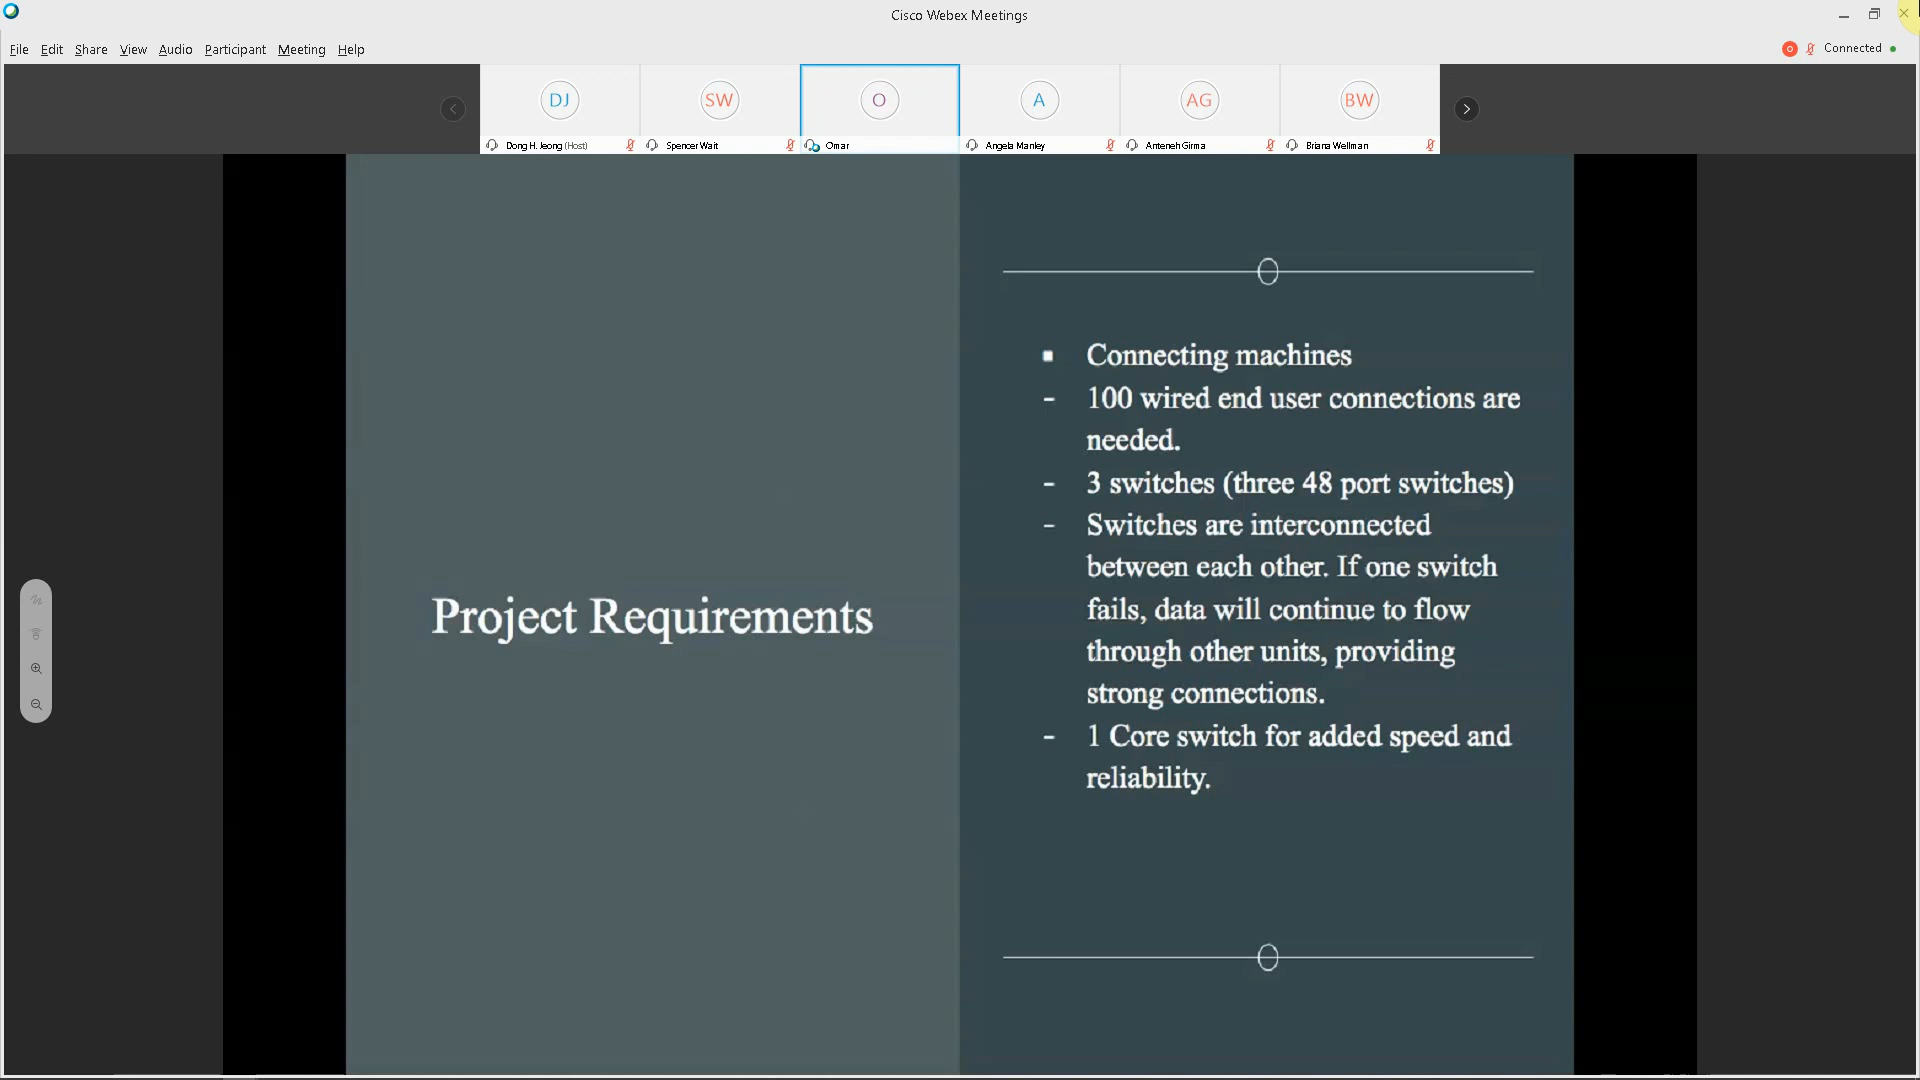 Cisco Webex Meetings
File Edit Share View Audio Participant Meeting Help
Connected
DJ SW O A AG BW
Dong H. Jeong (Host) Spencer Wait Omar Angela Manley Anteneh Girma Briana Wellman
Project Requirements
▪ Connecting machines
- 100 wired end user connections are
needed.
- 3 switches (three 48 port switches)
- Switches are interconnected
between each other. If one switch
fails, data will continue to flow
through other units, providing
strong connections.
- 1 Core switch for added speed and
reliability.